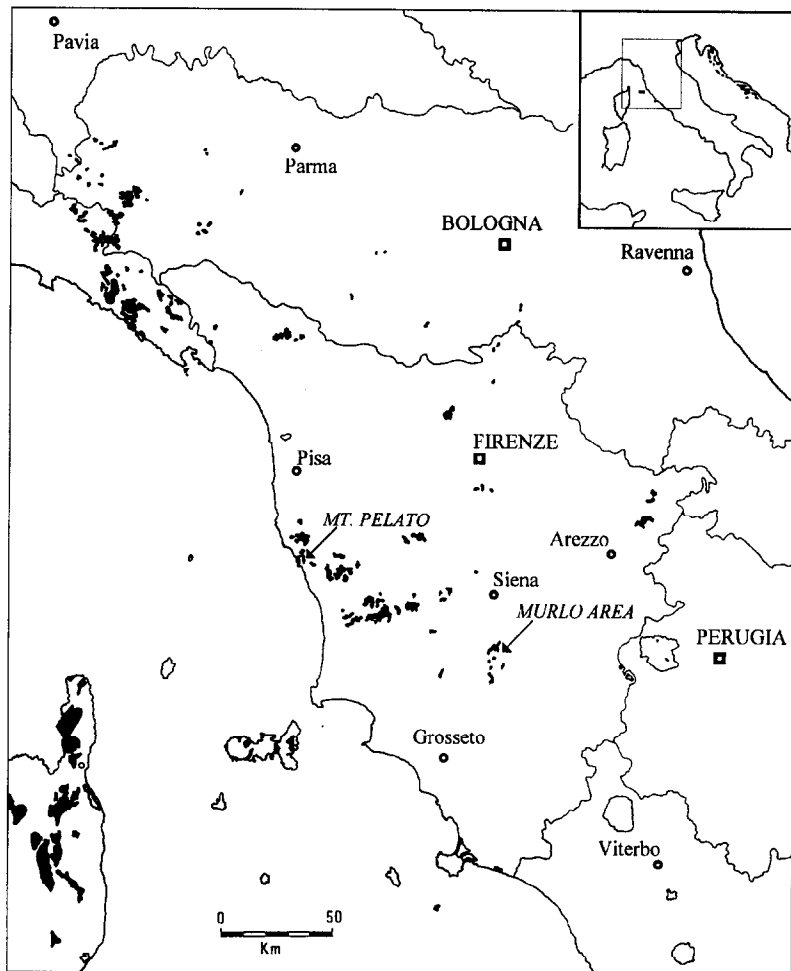 Pavia
Parma
BOLOGNA
Ravenna
FIRENZE
Pisa
MT. PELATO
Arezzo
Siena
MURLO AREA
PERUGIA
Grosseto
Viterbo
0 50
Km